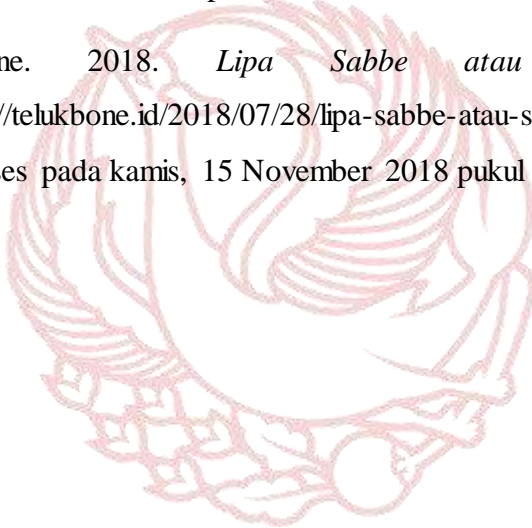 ne. 2018. Lipa Sabbe atau
//telukbone.id/2018/07/28/lipa-sabbe-atau-s
es pada kamis, 15 November 2018 pukul